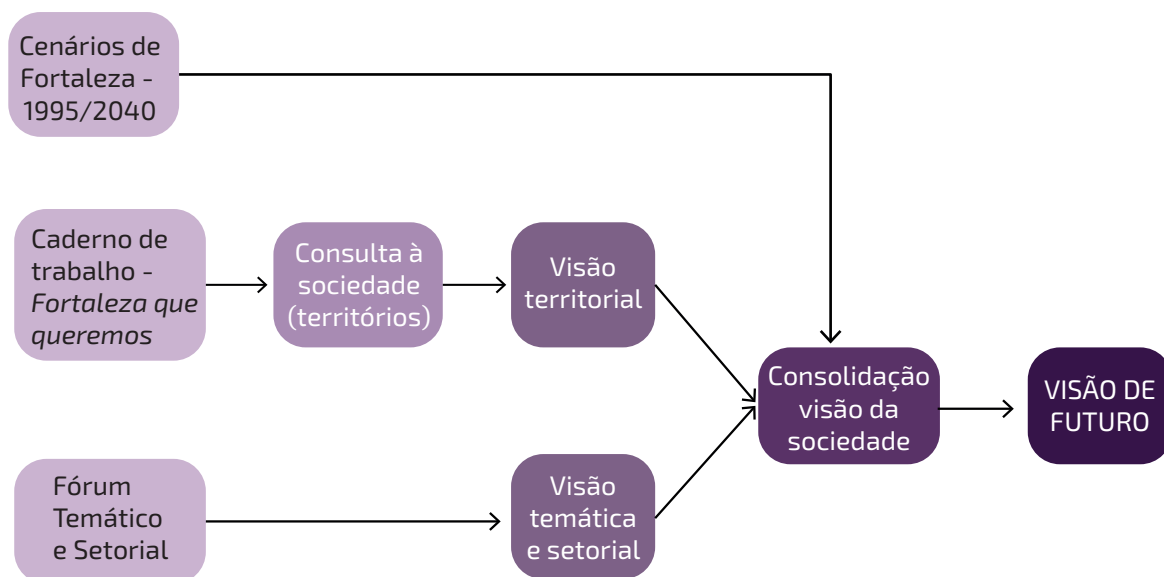 Cenários de
Fortaleza -
1995/2040
Caderno de
trabalho -
Fortaleza que
queremos
Consulta à
sociedade
(territórios)
Visão
territorial
Consolidação
visão da
sociedade
VISÃO DE
FUTURO
Fórum
Temático
e Setorial
Visão
temática
e setorial